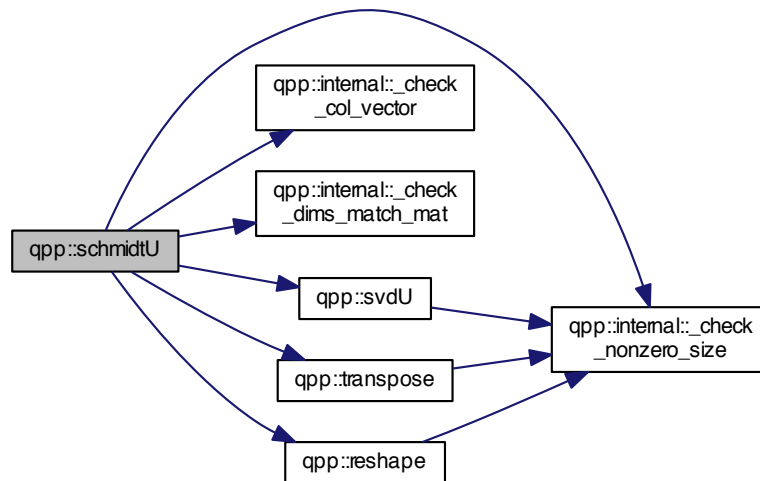 qpp::internal::_check
_col_vector
qpp::internal::_check
_dims_match_mat
qpp::schmidtU
qpp::svdU
qpp::internal::_check
_nonzero_size
qpp::transpose
qpp::reshape